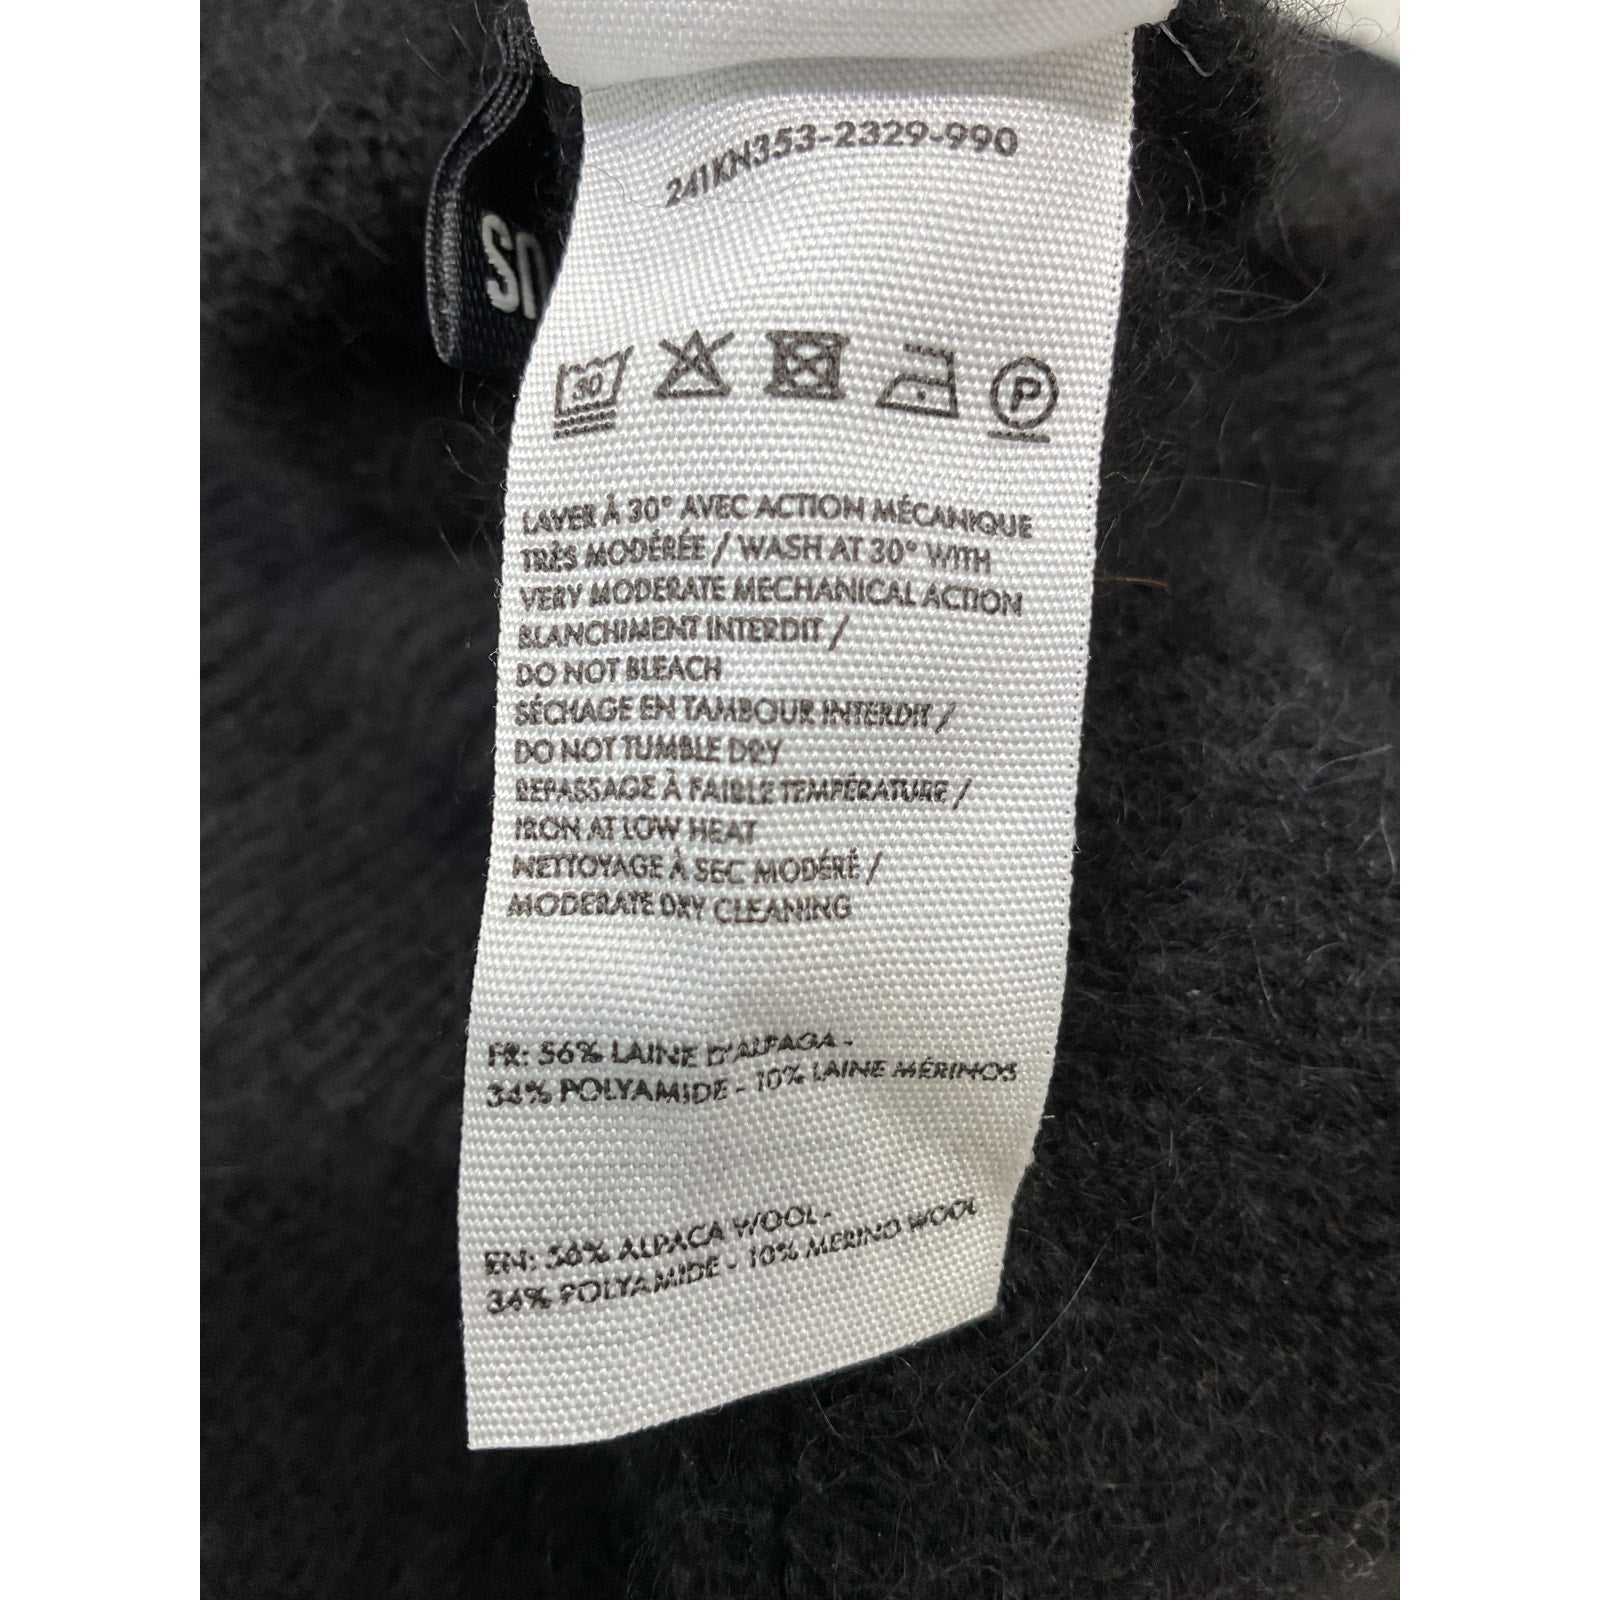 241KN353-2329-990
30
P
LAVER À 30° AVEC ACTION MÉCANIQUE
TRÈS MODÉRÉE / WASH AT 30° WITH
VERY MODERATE MECHANICAL ACTION
BLANCHIMENT INTERDIT /
DO NOT BLEACH
SÉCHAGE EN TAMBOUR INTERDIT /
DO NOT TUMBLE DRY
REPASSAGE À FAIBLE TEMPÉRATURE /
IRON AT LOW HEAT
NETTOYAGE À SEC MODÉRÉ /
MODERATE DRY CLEANING
FR: 56% LAINE D'ALPAGA -
34% POLYAMIDE - 10% LAINE MÉRINOS
EN: 56% ALPACA WOOL -
34% POLYAMIDE - 10% MERINO WOOL